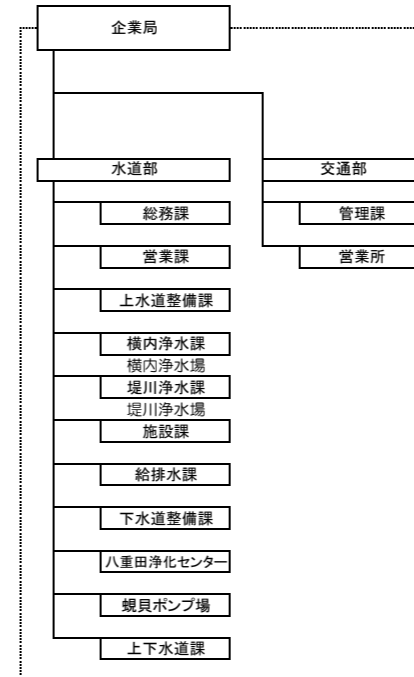 企業局
水道部
交通部
総務課
管理課
営業課
営業所
上水道整備課
横内浄水課
横内浄水場
堤川浄水課
堤川浄水場
施設課
給排水課
下水道整備課
八重田浄化センター
蜆貝ポンプ場
上下水道課